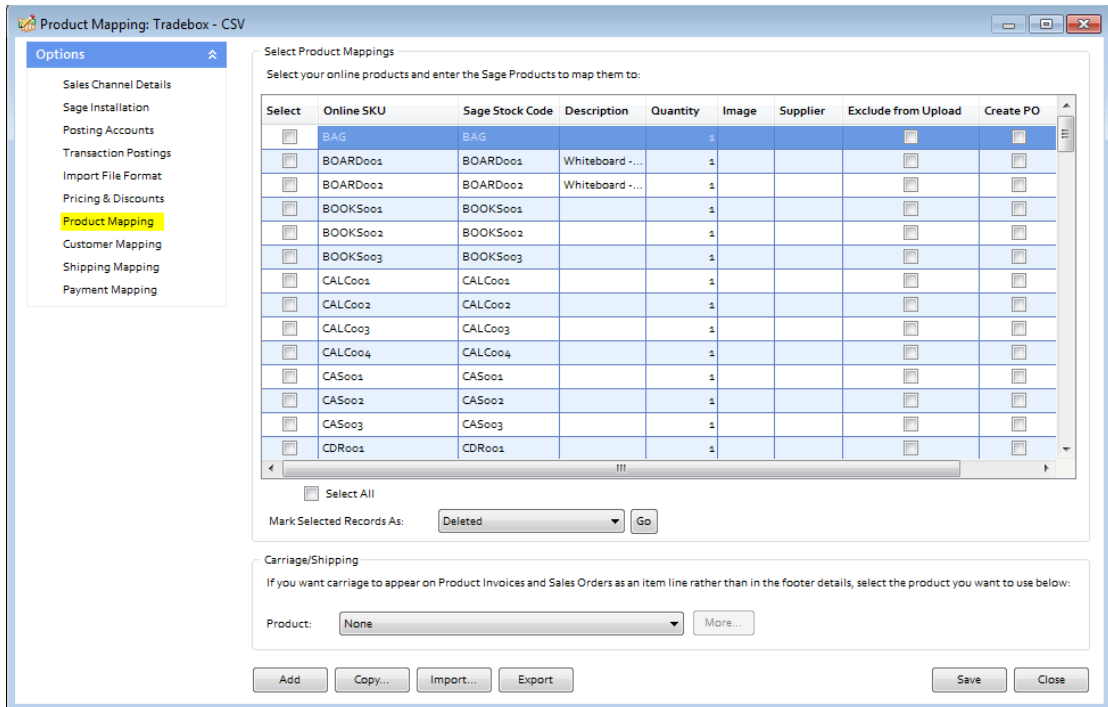 Product Mapping: Tradebox - CSV
Options
Sales Channel Details
Sage Installation
Posting Accounts
Transaction Postings
Import File Format
Pricing & Discounts
Product Mapping
Customer Mapping
Shipping Mapping
Payment Mapping
Select Product Mappings
Select your online products and enter the Sage Products to map them to:
Select Online SKU Sage Stock Code Description Quantity Image Supplier Exclude from Upload Create PO
BAG BAG 1
BOARD001 BOARD001 Whiteboard -... 1
BOARD002 BOARD002 Whiteboard -... 1
BOOKS001 BOOKS001 1
BOOKS002 BOOKS002 1
BOOKS003 BOOKS003 1
CALC001 CALC001 1
CALC002 CALC002 1
CALC003 CALC003 1
CALC004 CALC004 1
CAS001 CAS001 1
CAS002 CAS002 1
CAS003 CAS003 1
CDR001 CDR001 1
Select All
Mark Selected Records As: Deleted Go
Carriage/Shipping
If you want carriage to appear on Product Invoices and Sales Orders as an item line rather than in the footer details, select the product you want to use below:
Product: None More...
Add Copy... Import... Export Save Close